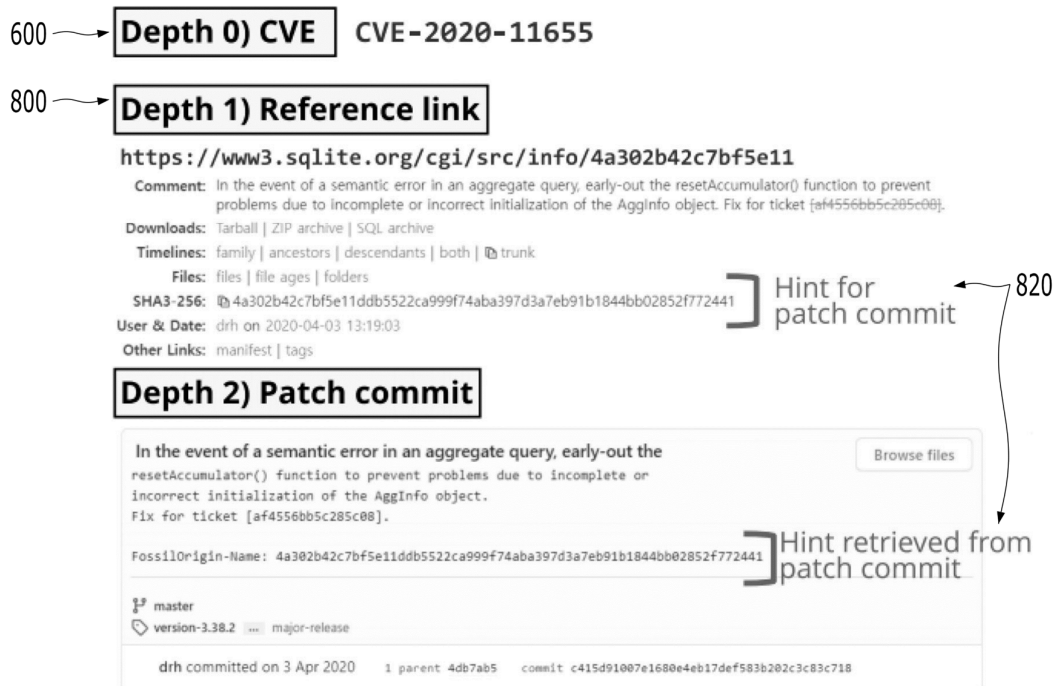 600
Depth 0) CVE CVE-2020-11655
800
Depth 1) Reference link
https://www3.sqlite.org/cgi/src/info/4a302b42c7bf5e11
Comment: In the event of a semantic error in an aggregate query, early-out the resetAccumulator() function to prevent
problems due to incomplete or incorrect initialization of the AggInfo object. Fix for ticket [af4556bb5c285c08].
Downloads: Tarball | ZIP archive | SQL archive
Timelines: family | ancestors | descendants | both | trunk
Files: files | file ages | folders
SHA3-256: 4a302b42c7bf5e11ddb5522ca999f74aba397d3a7eb91b1844bb02852f772441
User & Date: drh on 2020-04-03 13:19:03
Other Links: manifest | tags
Hint for
patch commit
820
Depth 2) Patch commit
In the event of a semantic error in an aggregate query, early-out the
Browse files
resetAccumulator() function to prevent problems due to incomplete or
incorrect initialization of the AggInfo object.
Fix for ticket [af4556bb5c285c08].
FossilOrigin-Name: 4a302b42c7bf5e11ddb5522ca999f74aba397d3a7eb91b1844bb02852f772441
Hint retrieved from
patch commit
master
version-3.38.2 ... major-release
drh committed on 3 Apr 2020 1 parent 4db7ab5 commit c415d91007e1680e4eb17def583b202c3c83c718